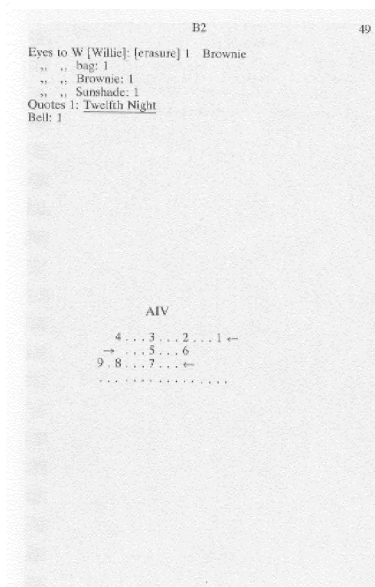 B2 49
Eyes to W [Willie]: [erasure] 1 Brownie
„ „ bag: 1
„ „ Brownie: 1
„ „ Sunshade: 1
Quotes 1: Twelfth Night
Bell: 1
AIV
4 . . . 3 . . . 2 . . . 1 ←
→ . . . 5 . . . 6
9 . 8 . . . 7 . . . ←
. . . . . . . . . . . . . . . .